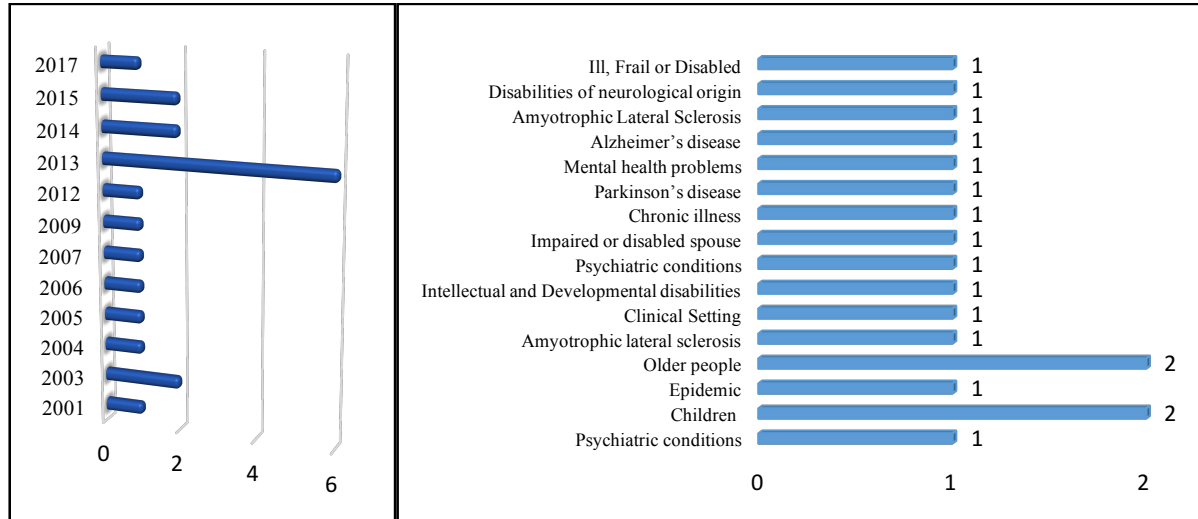 2017
2015
2014
2013
2012
2009
2007
2006
2005
2004
2003
2001
0
2
4
6
Ill, Frail or Disabled 1
Disabilities of neurological origin 1
Amyotrophic Lateral Sclerosis 1
Alzheimer’s disease 1
Mental health problems 1
Parkinson’s disease 1
Chronic illness 1
Impaired or disabled spouse 1
Psychiatric conditions 1
Intellectual and Developmental disabilities 1
Clinical Setting 1
Amyotrophic lateral sclerosis 1
Older people 2
Epidemic 1
Children 2
Psychiatric conditions 1
0 1 2